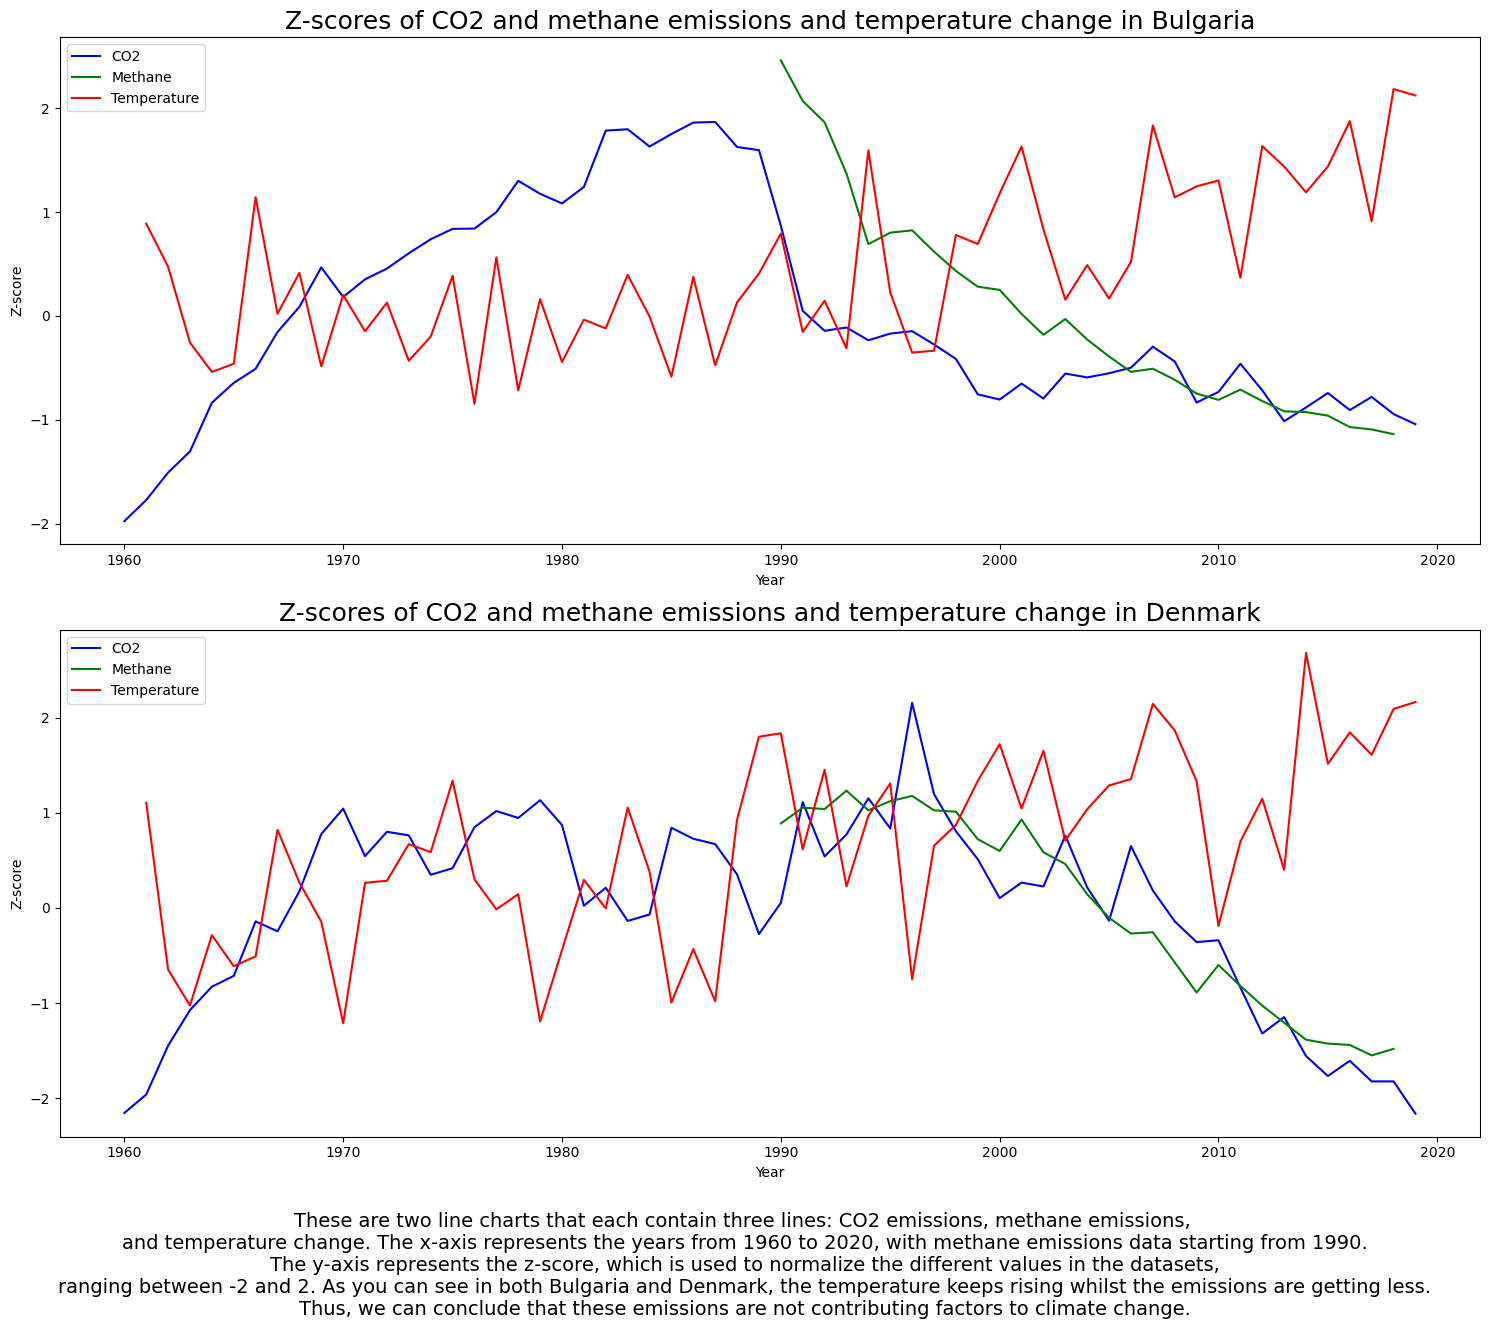 Z-scores of CO2 and methane emissions and temperature change in Bulgaria
CO2
Methane
Temperature
Z-score
2
1
0
−1
−2
1960 1970 1980 1990 2000 2010 2020
Year
Z-scores of CO2 and methane emissions and temperature change in Denmark
CO2
Methane
Temperature
Z-score
2
1
0
−1
−2
1960 1970 1980 1990 2000 2010 2020
Year
These are two line charts that each contain three lines: CO2 emissions, methane emissions,
and temperature change. The x-axis represents the years from 1960 to 2020, with methane emissions data starting from 1990.
The y-axis represents the z-score, which is used to normalize the different values in the datasets,
ranging between -2 and 2. As you can see in both Bulgaria and Denmark, the temperature keeps rising whilst the emissions are getting less.
Thus, we can conclude that these emissions are not contributing factors to climate change.